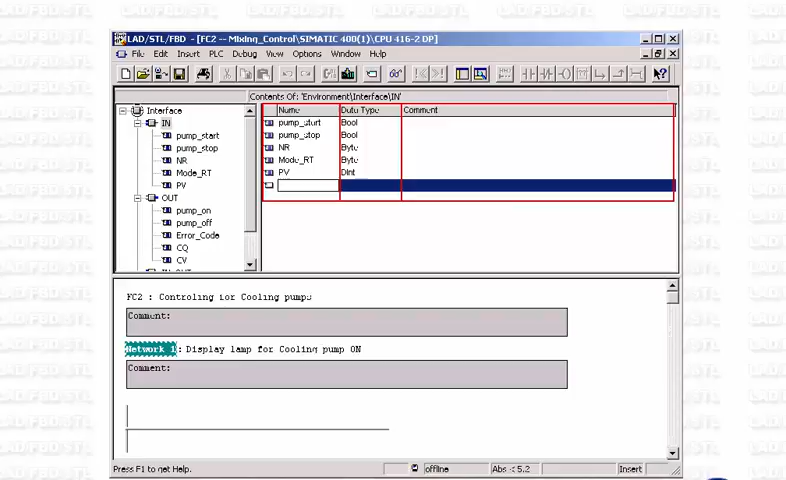 LAD/STL/FBD - [FC2 -- Mixing_Control\SIMATIC 400(1)\CPU 416-2 DP]
File Edit Insert PLC Debug View Options Window Help
Contents Of: 'Environment\Interface\IN'
Interface
IN
pump_start
pump_stop
NR
Mode_RT
PV
OUT
pump_on
pump_off
Error_Code
CQ
CV
Name Data Type Comment
pump_start Bool
pump_stop Bool
NR Byte
Mode_RT Byte
PV DInt
FC2 : Controling for Cooling pumps
Comment:
Network 1: Display lamp for Cooling pump ON
Comment:
Press F1 to get Help.
offline
Abs < 5.2
Insert